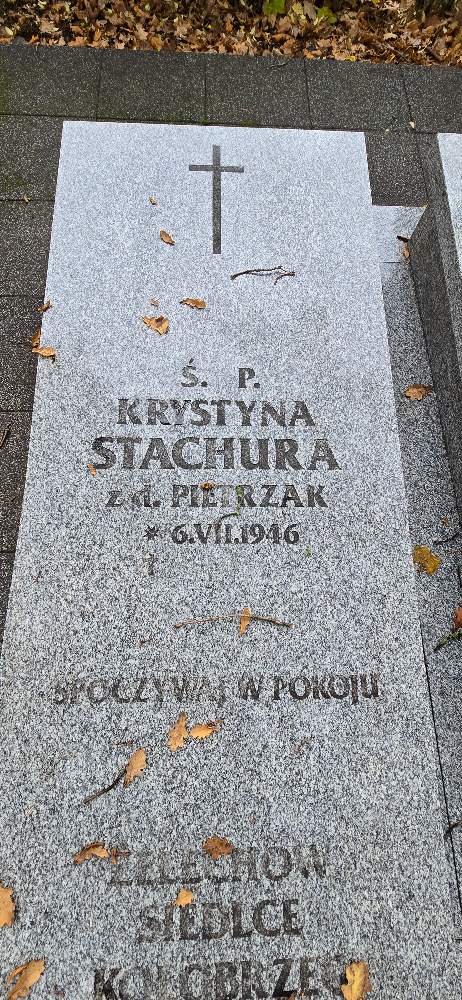 Ś. P.
KRYSTYNA
STACHURA
z d. PIETRZAK
* 6.VII.1946
SPOCZYWAJ W POKOJU
ŻELECHÓW
SIEDLCE
KOŁOBRZEG